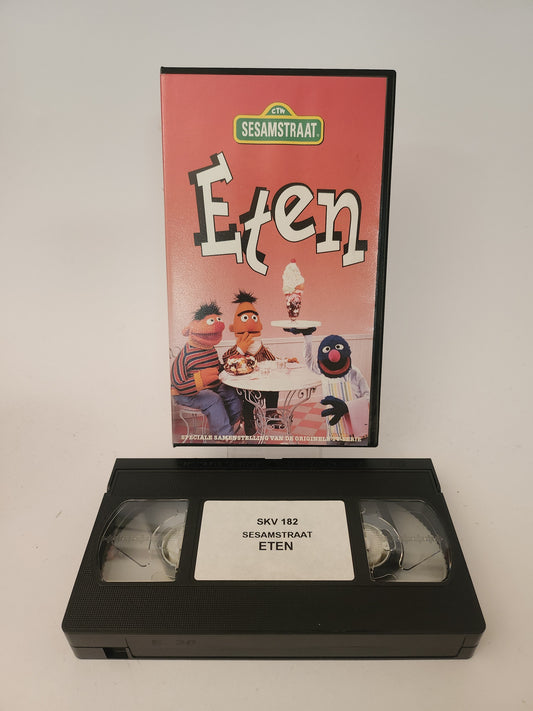 CTW
SESAMSTRAAT
Eten
SPECIALE SAMENSTELLING VAN DE ORIGINELE TV-SERIE
SKV 182
SESAMSTRAAT
ETEN